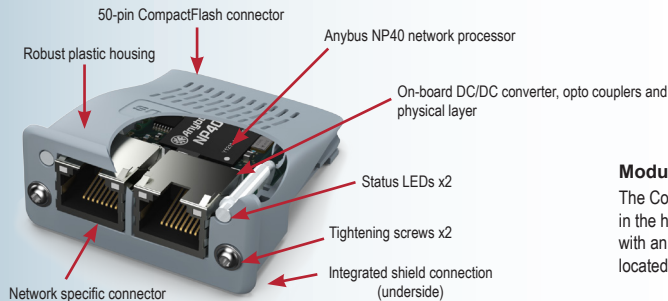 50-pin CompactFlash connector
Robust plastic housing
Anybus NP40 network processor
On-board DC/DC converter, opto couplers and
physical layer
Anybus
NP40
Status LEDs x2
Tightening screws x2
Integrated shield connection
(underside)
Network specific connector
Modu
The Co
in the h
with an
located